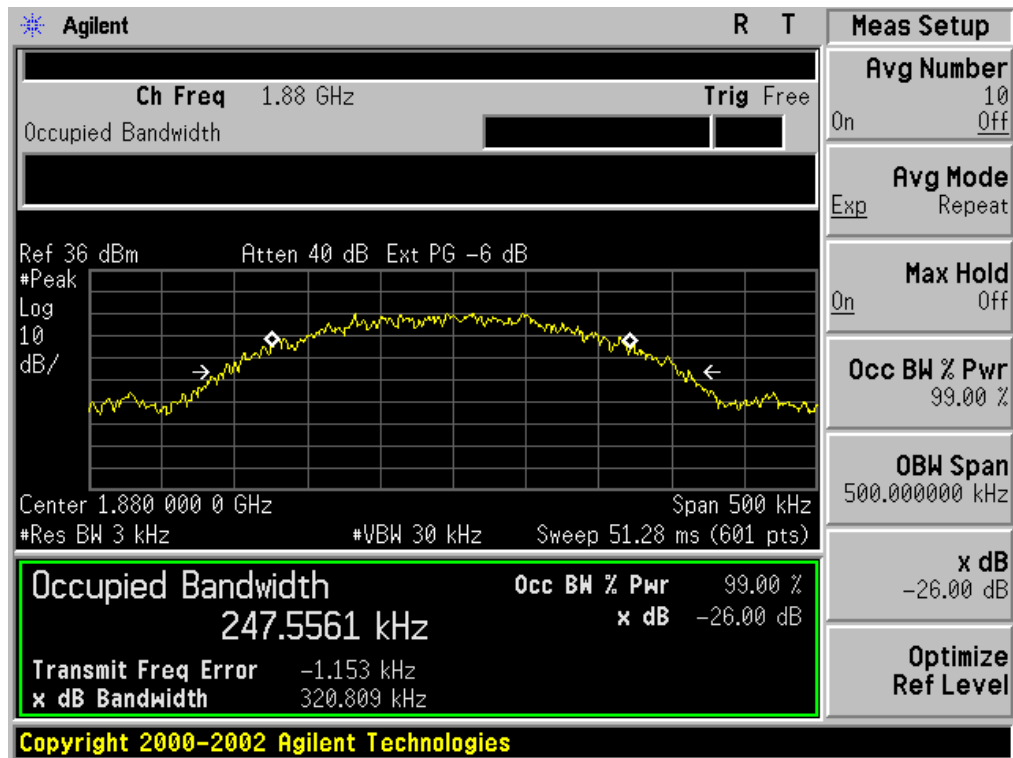 Agilent R T
Ch Freq 1.88 GHz Trig Free
Occupied Bandwidth
Ref 36 dBm Atten 40 dB Ext PG -6 dB
#Peak
Log
10
dB/
Center 1.880 000 0 GHz Span 500 kHz
#Res BW 3 kHz #VBW 30 kHz Sweep 51.28 ms (601 pts)
Occupied Bandwidth Occ BW % Pwr 99.00 %
247.5561 kHz x dB -26.00 dB
Transmit Freq Error -1.153 kHz
x dB Bandwidth 320.809 kHz
Copyright 2000-2002 Agilent Technologies
Meas Setup
Avg Number
10
On Off
Avg Mode
Exp Repeat
Max Hold
On Off
Occ BW % Pwr
99.00 %
OBW Span
500.000000 kHz
x dB
-26.00 dB
Optimize
Ref Level